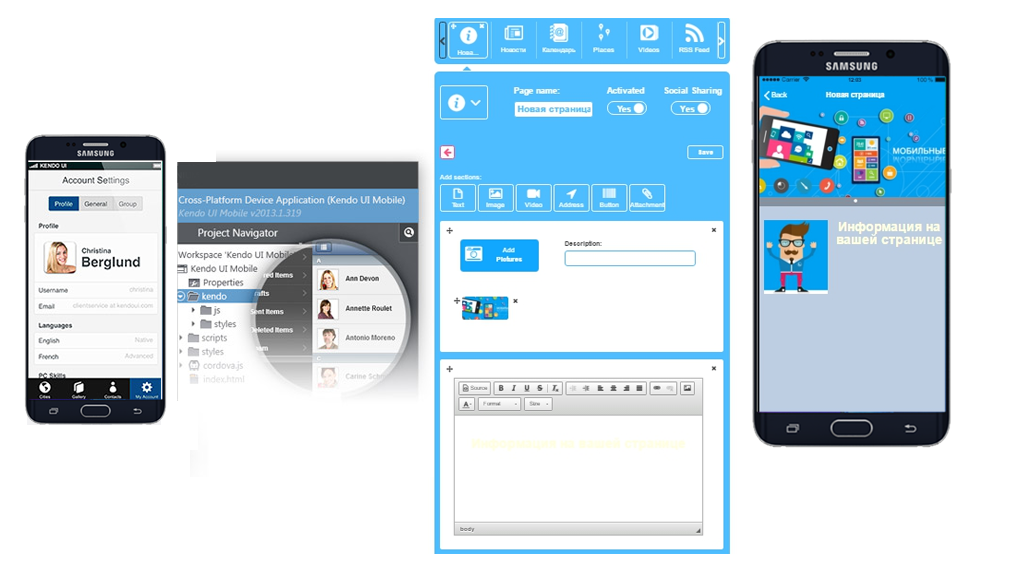 SAMSUNG
KENDO UI
Account Settings
Profile General Group
Profile
Christina
Berglund
Username christina
Email clientservice at kendoui.com
Languages
English Native
French Advanced
PC Skills
Cities Gallery Contacts My Account
Cross-Platform Device Application (Kendo UI Mobile)
Kendo UI Mobile v2013.1.319
Project Navigator
Workspace 'Kendo UI Mobile'
Kendo UI Mobile
Properties
kendo
js
styles
scripts
styles
cordova.js
index.html
Sent Items
Deleted Items
A
Ann Devon
Annette Roulet
Antonio Moreno
C
Нова... Новости Календарь Places Videos RSS Feed
Page name: Activated Social Sharing
Новая страница Yes Yes
Save
Add sections:
Text Image Video Address Button Attachment
Add
Pictures
Description:
Source B I U S
A Format Size
Информация на вашей странице
body
SAMSUNG
Carrier 12:03 100 %
Back Новая страница
МОБИЛЬНЫЕ
Информация на
вашей странице